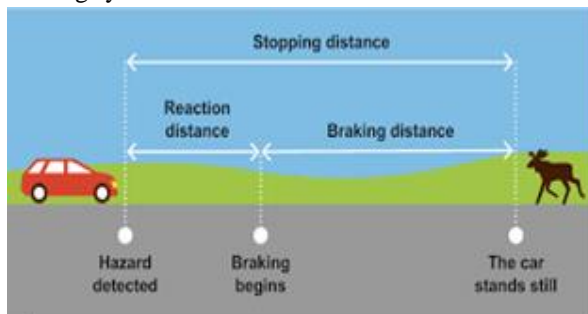 Stopping distance
Reaction
distance
Braking distance
Hazard
detected
Braking
begins
The car
stands still